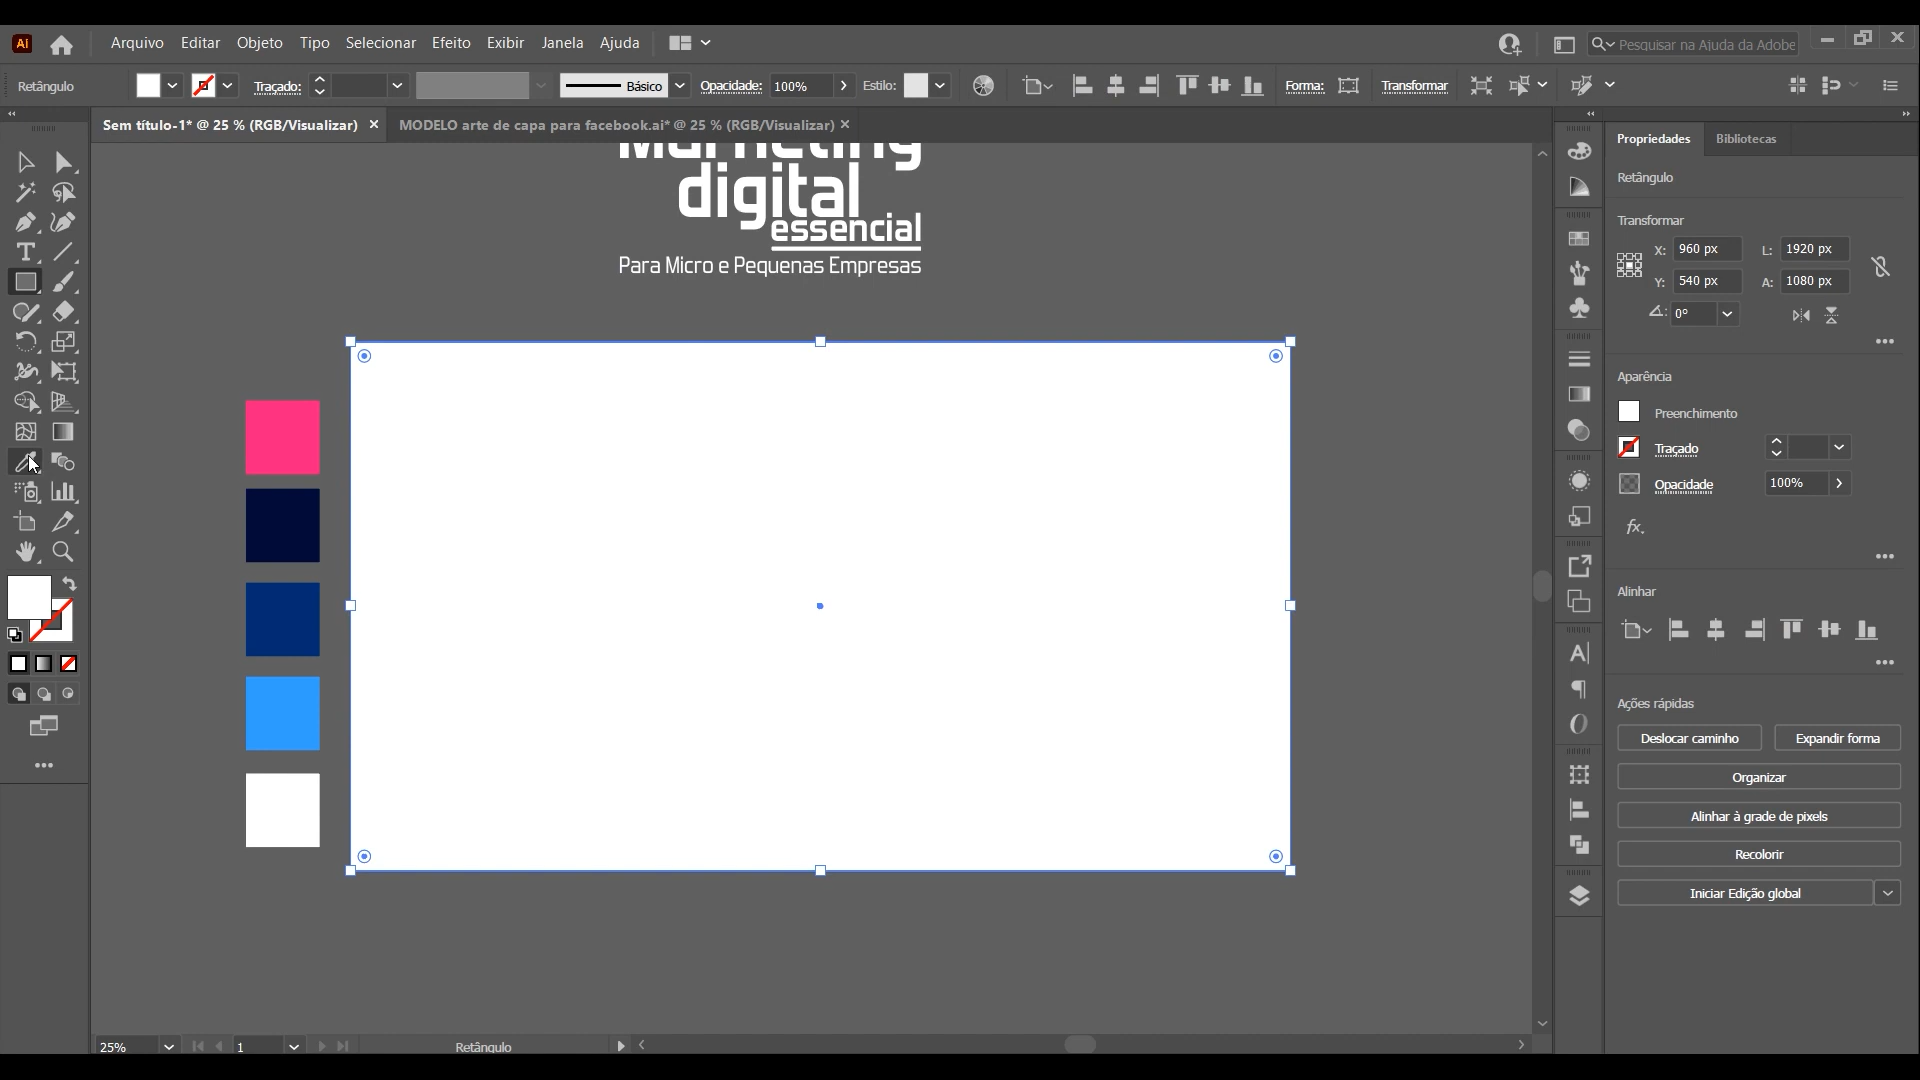 Ai
Arquivo Editar Objeto Tipo Selecionar Efeito Exibir Janela Ajuda
Pesquisar na Ajuda da Adobe
Retângulo
Traçado:
Básico
Opacidade: 100%
Estilo:
Forma:
Transformar
Sem título-1* @ 25 % (RGB/Visualizar)
MODELO arte de capa para facebook.ai* @ 25 % (RGB/Visualizar)
Marketing
digital
essencial
Para Micro e Pequenas Empresas
Propriedades Bibliotecas
Retângulo
Transformar
X: 960 px L: 1920 px
Y: 540 px A: 1080 px
0°
Aparência
Preenchimento
Traçado
Opacidade 100%
fx.
Alinhar
Ações rápidas
Deslocar caminho Expandir forma
Organizar
Alinhar à grade de pixels
Recolorir
Iniciar Edição global
25% 1 Retângulo